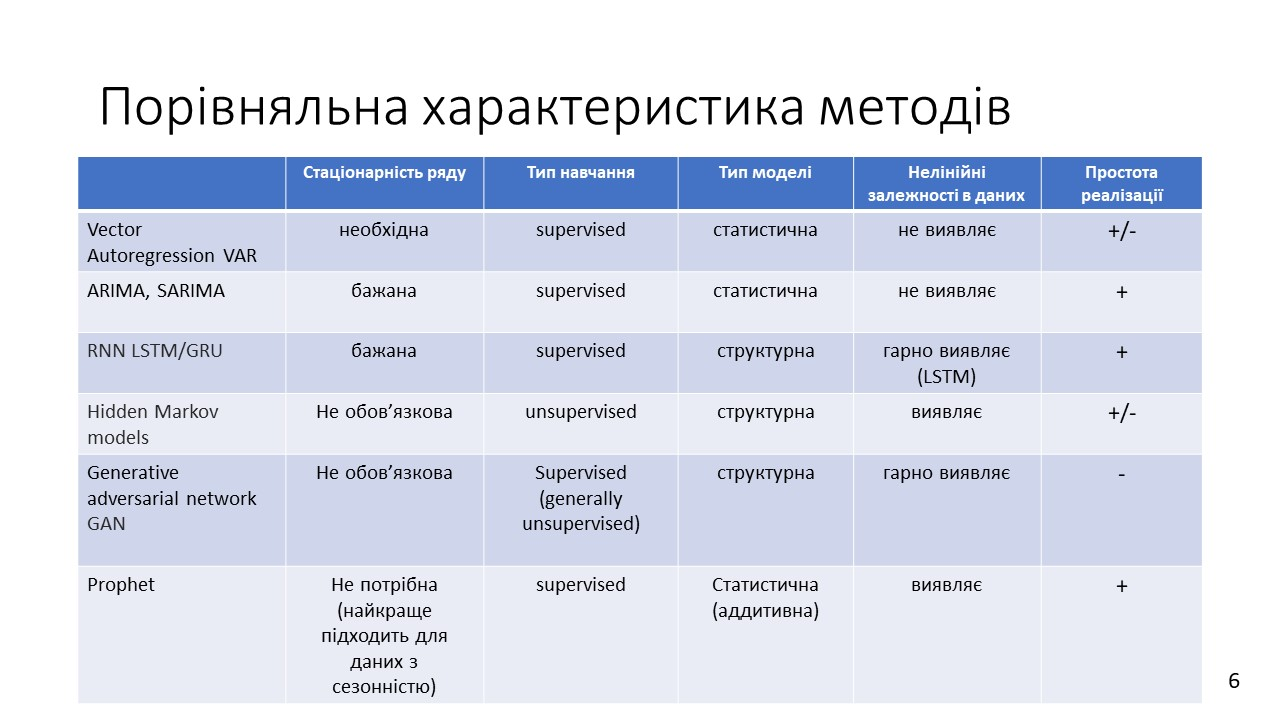 Порівняльна характеристика методів
Стаціонарність ряду
Тип навчання
Тип моделі
Нелінійні
залежності в даних
Простота
реалізації
Vector
Autoregression VAR
необхідна
supervised
статистична
не виявляє
+/-
ARIMA, SARIMA
бажана
supervised
статистична
не виявляє
+
RNN LSTM/GRU
бажана
supervised
структурна
гарно виявляє
(LSTM)
+
Hidden Markov
models
Не обов’язкова
unsupervised
структурна
виявляє
+/-
Generative
adversarial network
GAN
Не обов’язкова
Supervised
(generally
unsupervised)
структурна
гарно виявляє
-
Prophet
Не потрібна
(найкраще
підходить для
даних з
сезонністю)
supervised
Статистична
(аддитивна)
виявляє
+
6